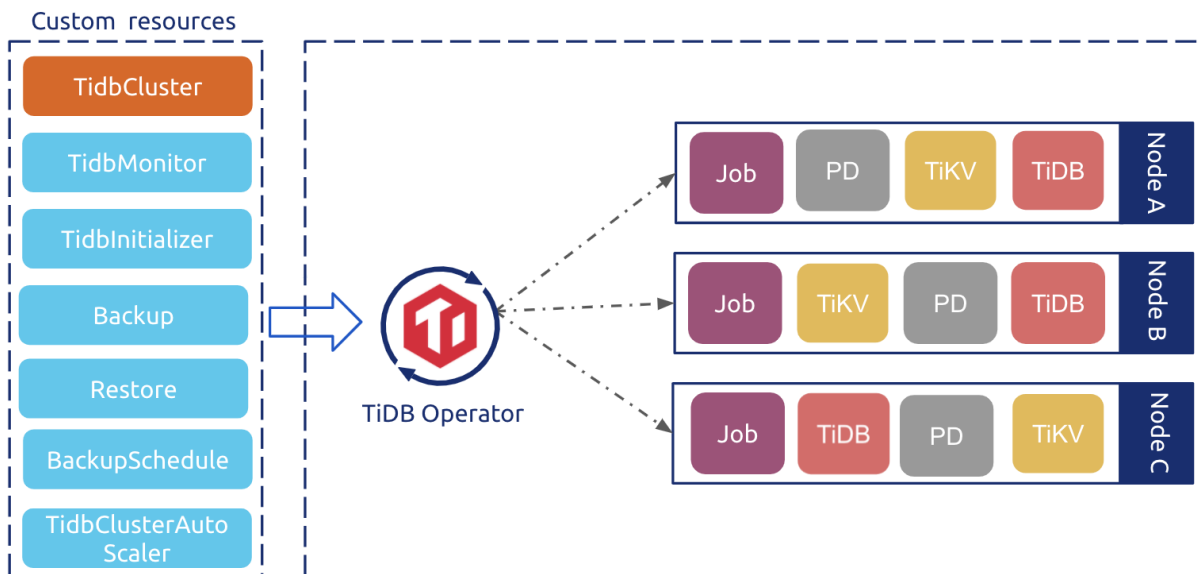 Custom resources
TidbCluster
TidbMonitor
TidbInitializer
Backup
Restore
BackupSchedule
TidbClusterAuto
Scaler
Ti
TiDB Operator
Job
PD
TiKV
TiDB
Node A
Job
TiKV
PD
TiDB
Node B
Job
TiDB
PD
TiKV
Node C